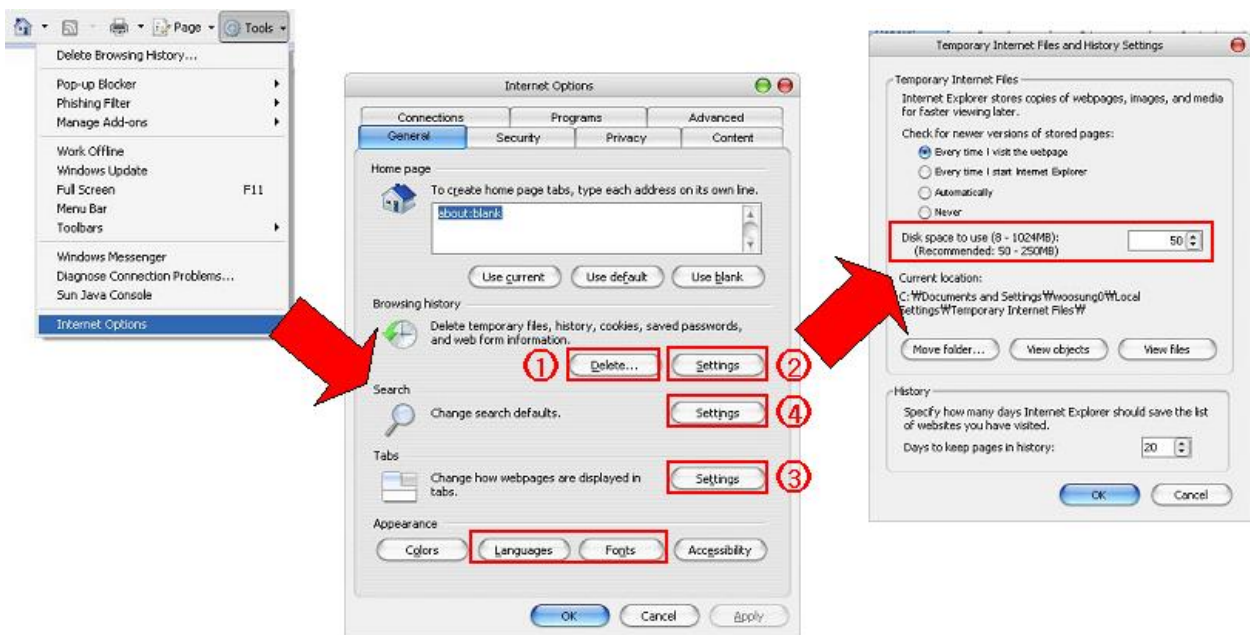 Page
Tools
Delete Browsing History...
Pop-up Blocker
Phishing Filter
Manage Add-ons
Work Offline
Windows Update
Full Screen F11
Menu Bar
Toolbars
Windows Messenger
Diagnose Connection Problems...
Sun Java Console
Internet Options
Internet Options
Connections Programs Advanced
General Security Privacy Content
Home page
To create home page tabs, type each address on its own line.
about:blank
Use current Use default Use blank
Browsing history
Delete temporary files, history, cookies, saved passwords,
and web form information.
① Delete... Settings ②
Search
Change search defaults. Settings ④
Tabs
Change how webpages are displayed in
tabs.
Settings ③
Appearance
Colors Languages Fonts Accessibility
OK Cancel Apply
Temporary Internet Files and History Settings
Temporary Internet Files
Internet Explorer stores copies of webpages, images, and media
for faster viewing later.
Check for newer versions of stored pages:
Every time I visit the webpage
Every time I start Internet Explorer
Automatically
Never
Disk space to use (8 - 1024MB): 50
(Recommended: 50 - 250MB)
Current location:
C:₩Documents and Settings₩woosung0₩Local
Settings₩Temporary Internet Files₩
Move folder... View objects View files
History
Specify how many days Internet Explorer should save the list
of websites you have visited.
Days to keep pages in history: 20
OK Cancel